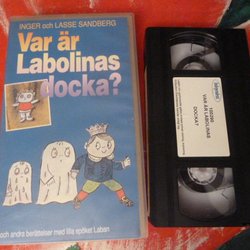 INGER och LASSE SANDBERG
Var är
Labolinas
docka?
och andra berättelser med lilla spöket Laban
VAR ÄR LABOLINAS
DOCKA?